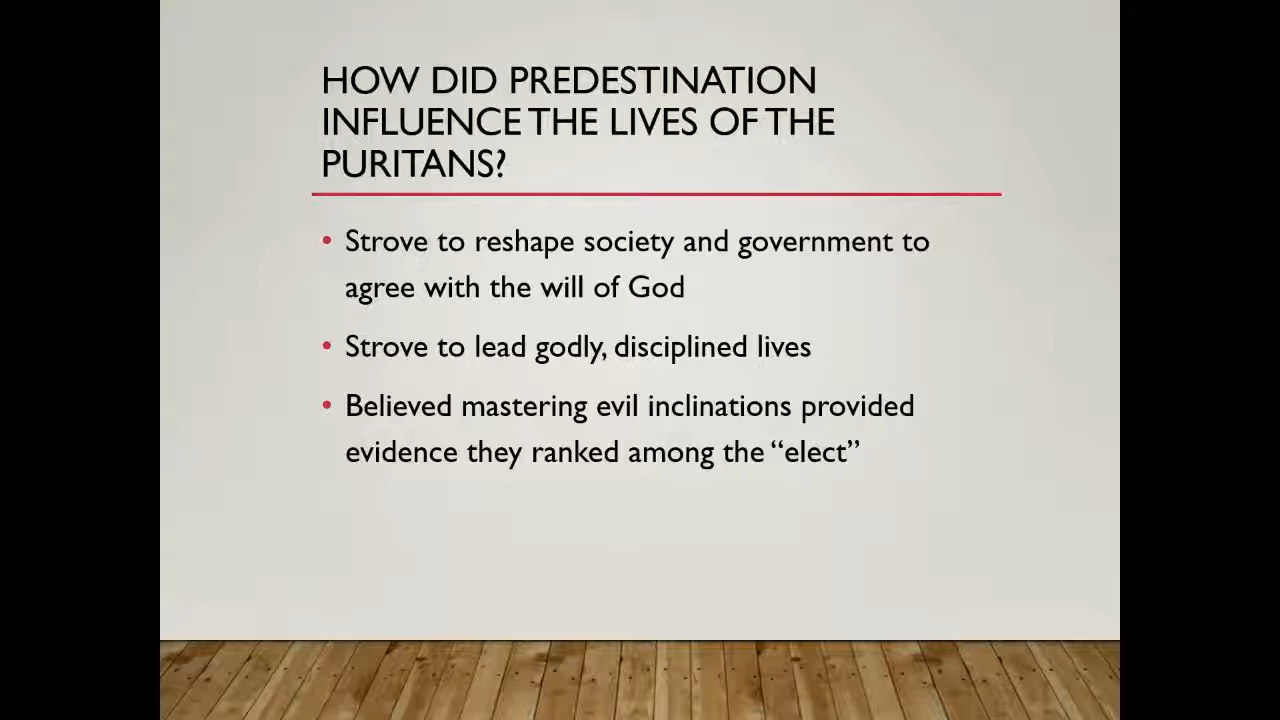 HOW DID PREDESTINATION
INFLUENCE THE LIVES OF THE
PURITANS?
• Strove to reshape society and government to
agree with the will of God
• Strove to lead godly, disciplined lives
• Believed mastering evil inclinations provided
evidence they ranked among the “elect”